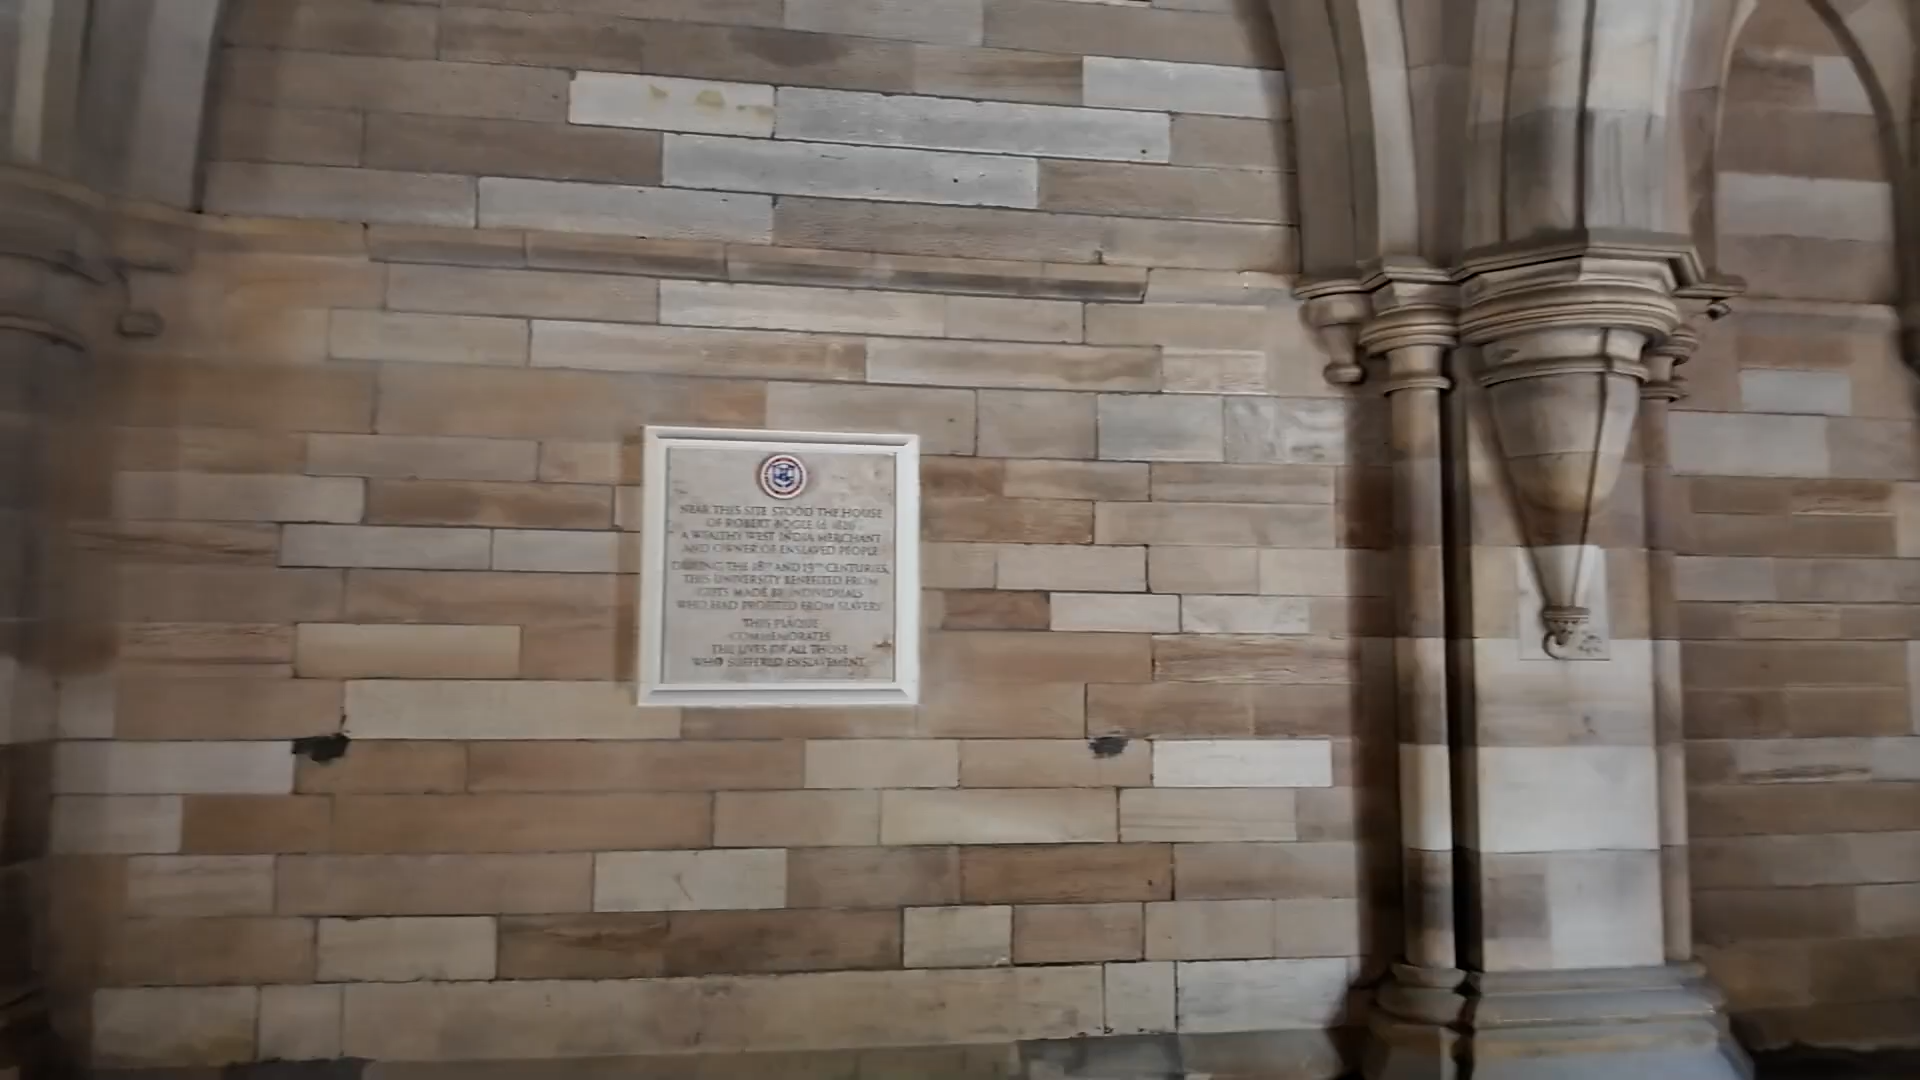 NEAR THIS SITE STOOD THE HOUSE
OF ROBERT BOGLE (d. 1821)
A WEALTHY WEST INDIA MERCHANT
AND OWNER OF ENSLAVED PEOPLE
DURING THE 18TH AND 19TH CENTURIES,
THIS UNIVERSITY BENEFITED FROM
GIFTS MADE BY INDIVIDUALS
WHO HAD PROFITED FROM SLAVERY
THIS PLAQUE
COMMEMORATES
THE LIVES OF ALL THOSE
WHO SUFFERED ENSLAVEMENT